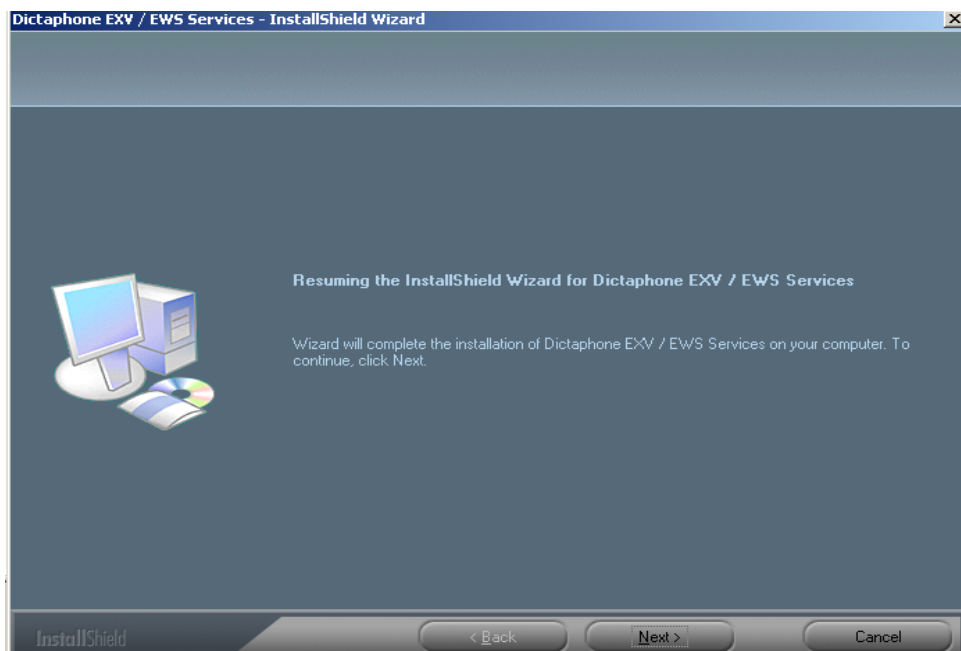 Dictaphone EXV / EWS Services - InstallShield Wizard
Resuming the InstallShield Wizard for Dictaphone EXV / EWS Services
Wizard will complete the installation of Dictaphone EXV / EWS Services on your computer. To
continue, click Next.
InstallShield
< Back
Next >
Cancel